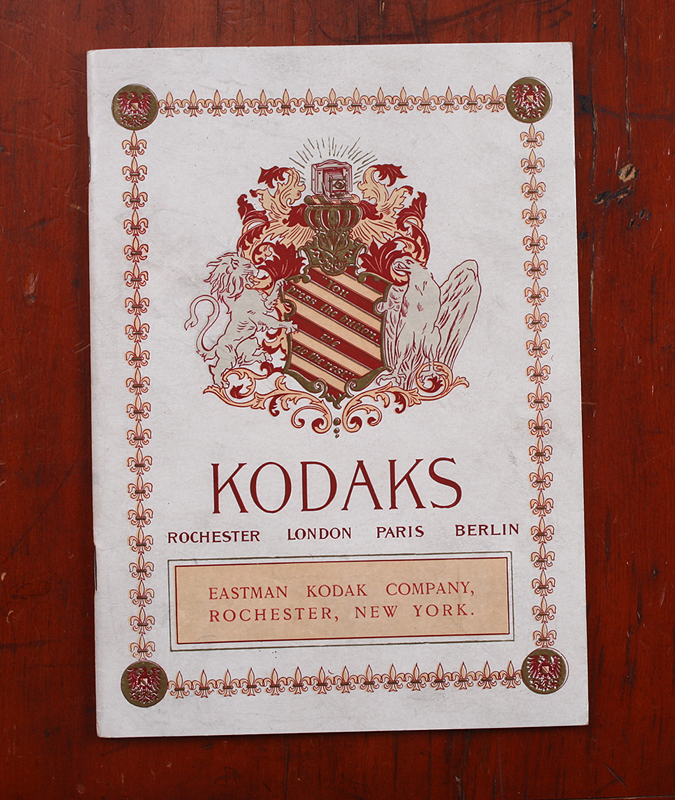 YOU
press the button
we
do the rest
KODAKS
ROCHESTER LONDON PARIS BERLIN
EASTMAN KODAK COMPANY,
ROCHESTER, NEW YORK.